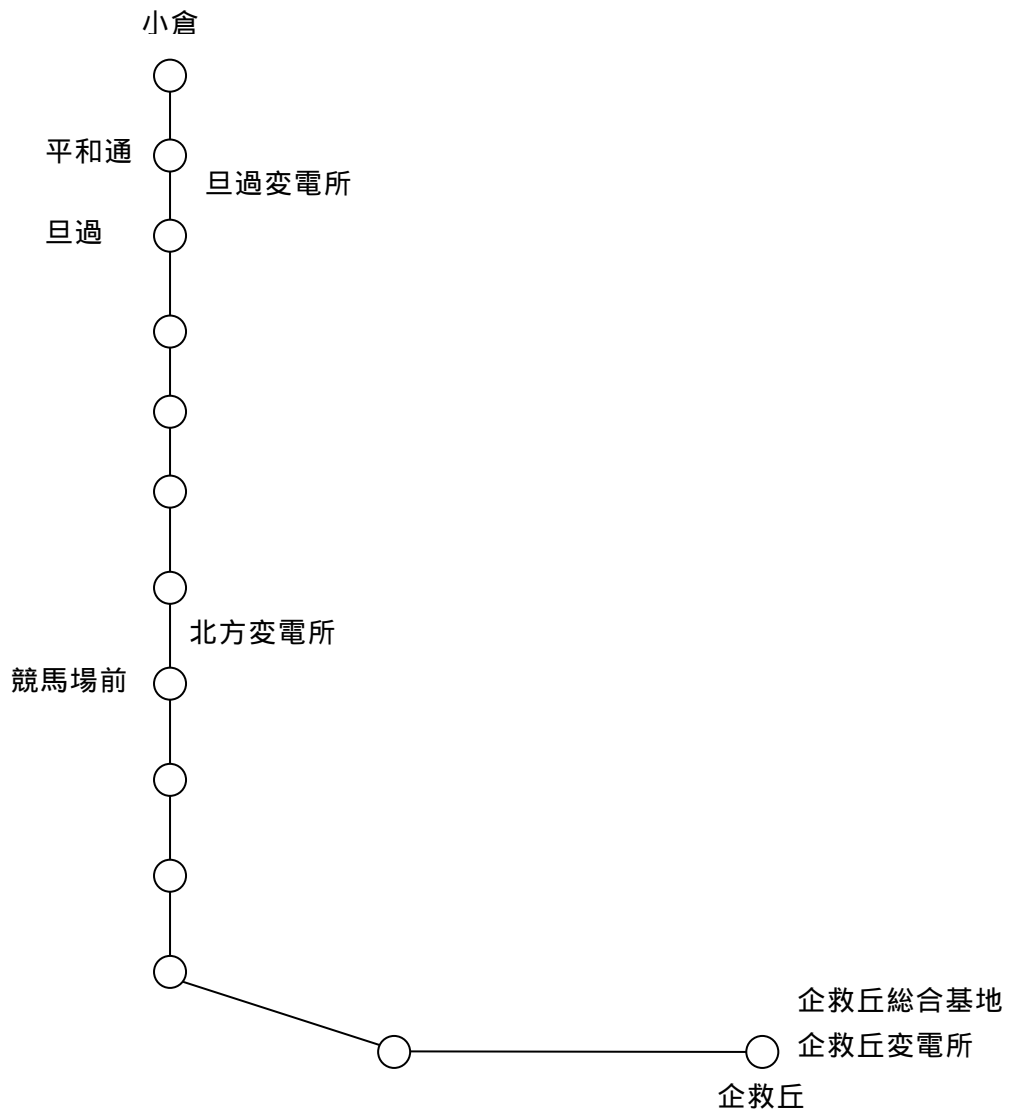 小倉
平和通
旦過変電所
旦過
北方変電所
競馬場前
企救丘総合基地
企救丘変電所
企救丘